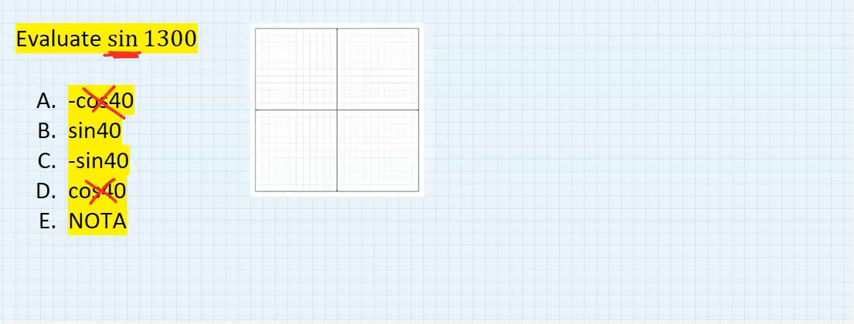 Evaluate sin 1300
A. -cos40
B. sin40
C. -sin40
D. cos40
E. NOTA